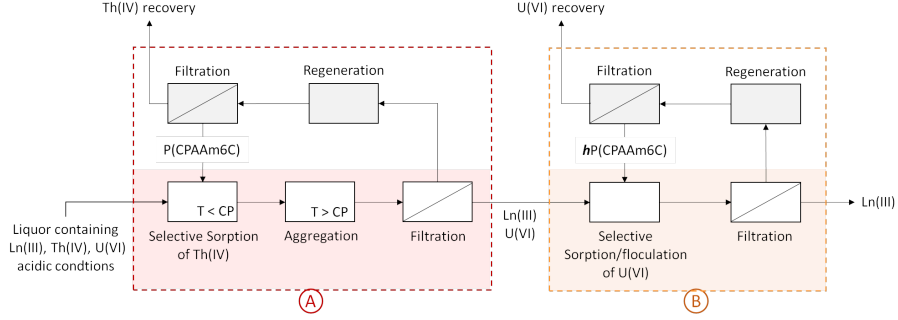 Th(IV) recovery
U(VI) recovery
Filtration
Regeneration
Filtration
Regeneration
P(CPAAm6C)
hP(CPAAm6C)
T < CP
T > CP
Ln(III)
Liquor containing
Ln(III), Th(IV), U(VI)
acidic condtions
Selective Sorption
of Th(IV)
Aggregation
Filtration
Ln(III)
U(VI)
Selective
Sorption/floculation
of U(VI)
Filtration
A
B